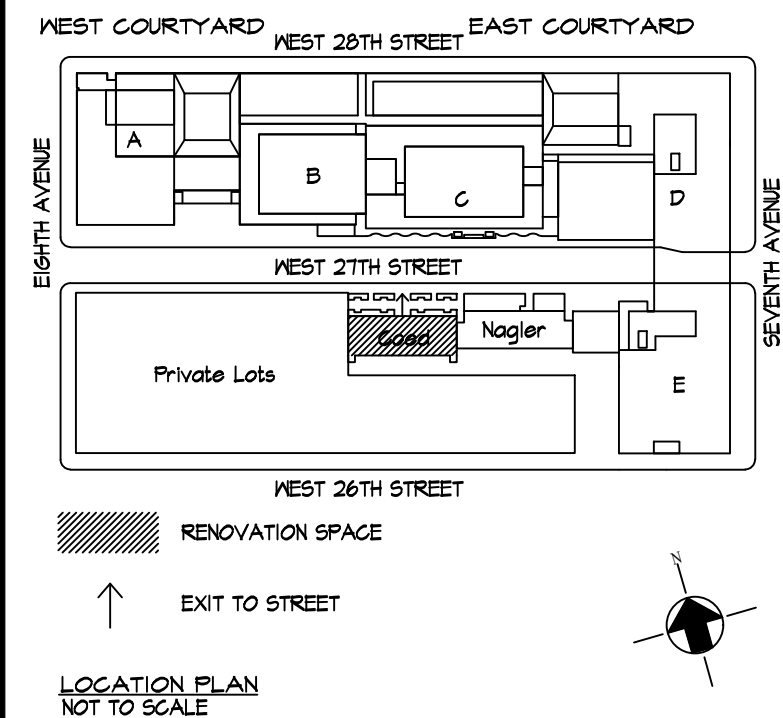 WEST COURTYARD
EAST COURTYARD
WEST 28TH STREET
EIGHTH AVENUE
A
B
C
D
SEVENTH AVENUE
WEST 27TH STREET
Coed
Nagler
Private Lots
E
WEST 26TH STREET
RENOVATION SPACE
EXIT TO STREET
N
LOCATION PLAN
NOT TO SCALE